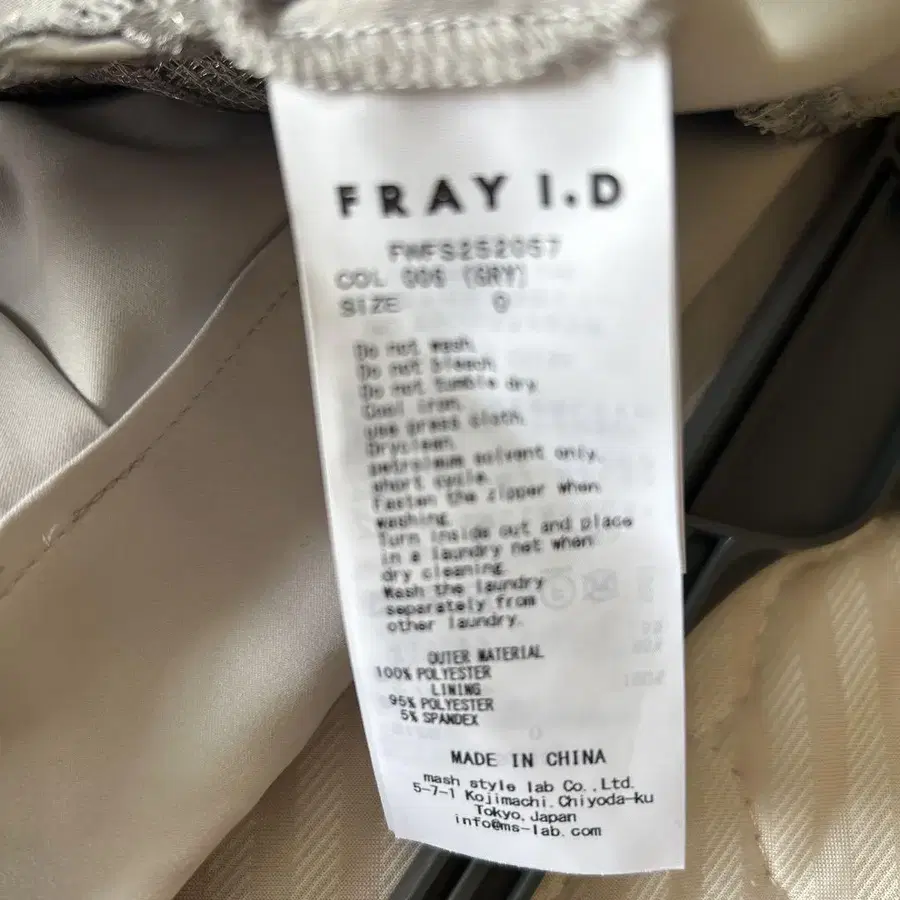 FRAY I.D
FWFS252057
COL 006 (GRY)
SIZE 0
Do not wash.
Do not bleach.
Do not tumble dry.
Cool iron.
use press cloth.
Dryclean.
petroleum solvent only.
short cycle.
Fasten the zipper when
washing.
Turn inside out and place
in a laundry net when
dry cleaning.
Wash the laundry
separately from
other laundry.
OUTER MATERIAL
100% POLYESTER
LINING
95% POLYESTER
5% SPANDEX
MADE IN CHINA
mash style lab Co.,Ltd.
5-7-1 Kojimachi,Chiyoda-ku
Tokyo,Japan
info@ms-lab.com